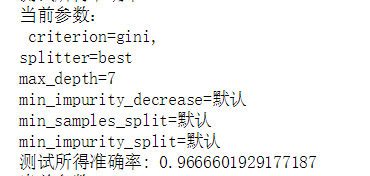 当前参数:
criterion=gini,
splitter=best
max_depth=7
min_impurity_decrease=默认
min_samples_split=默认
min_impurity_split=默认
测试所得准确率: 0.9666601929177187